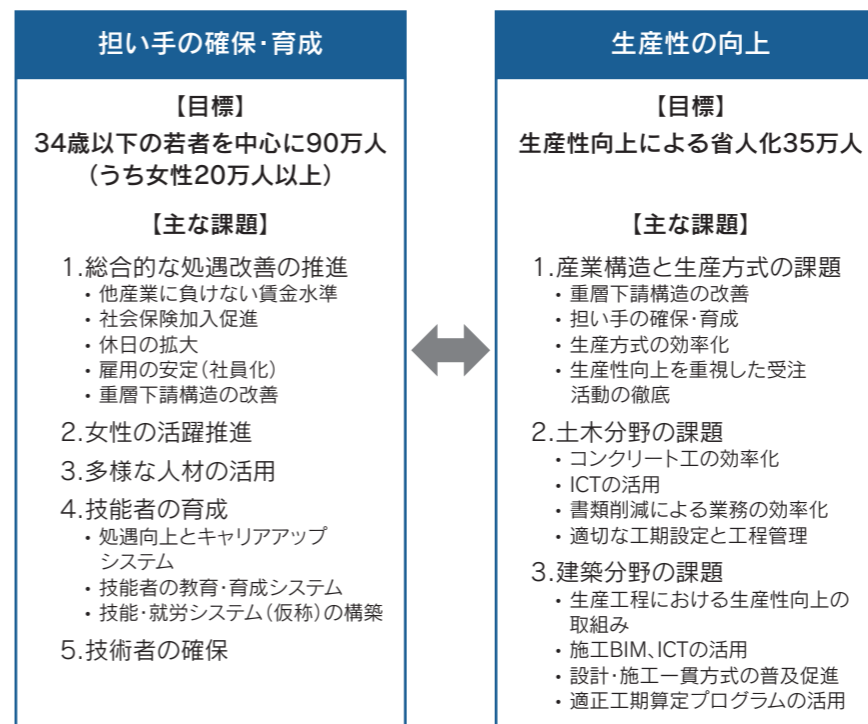 担い手の確保・育成
【目標】
34歳以下の若者を中心に90万人
(うち女性20万人以上)
【主な課題】
1.総合的な処遇改善の推進
・他産業に負けない賃金水準
・社会保険加入促進
・休日の拡大
・雇用の安定(社員化)
・重層下請構造の改善
2.女性の活躍推進
3.多様な人材の活用
4.技能者の育成
・処遇向上とキャリアアップ
システム
・技能者の教育・育成システム
・技能・就労システム(仮称)の構築
5.技術者の確保
生産性の向上
【目標】
生産性向上による省人化35万人
【主な課題】
1.産業構造と生産方式の課題
・重層下請構造の改善
・担い手の確保・育成
・生産方式の効率化
・生産性向上を重視した受注
活動の徹底
2.土木分野の課題
・コンクリート工の効率化
・ICTの活用
・書類削減による業務の効率化
・適切な工期設定と工程管理
3.建築分野の課題
・生産工程における生産性向上の
取組み
・施工BIM、ICTの活用
・設計・施工一貫方式の普及促進
・適正工期算定プログラムの活用